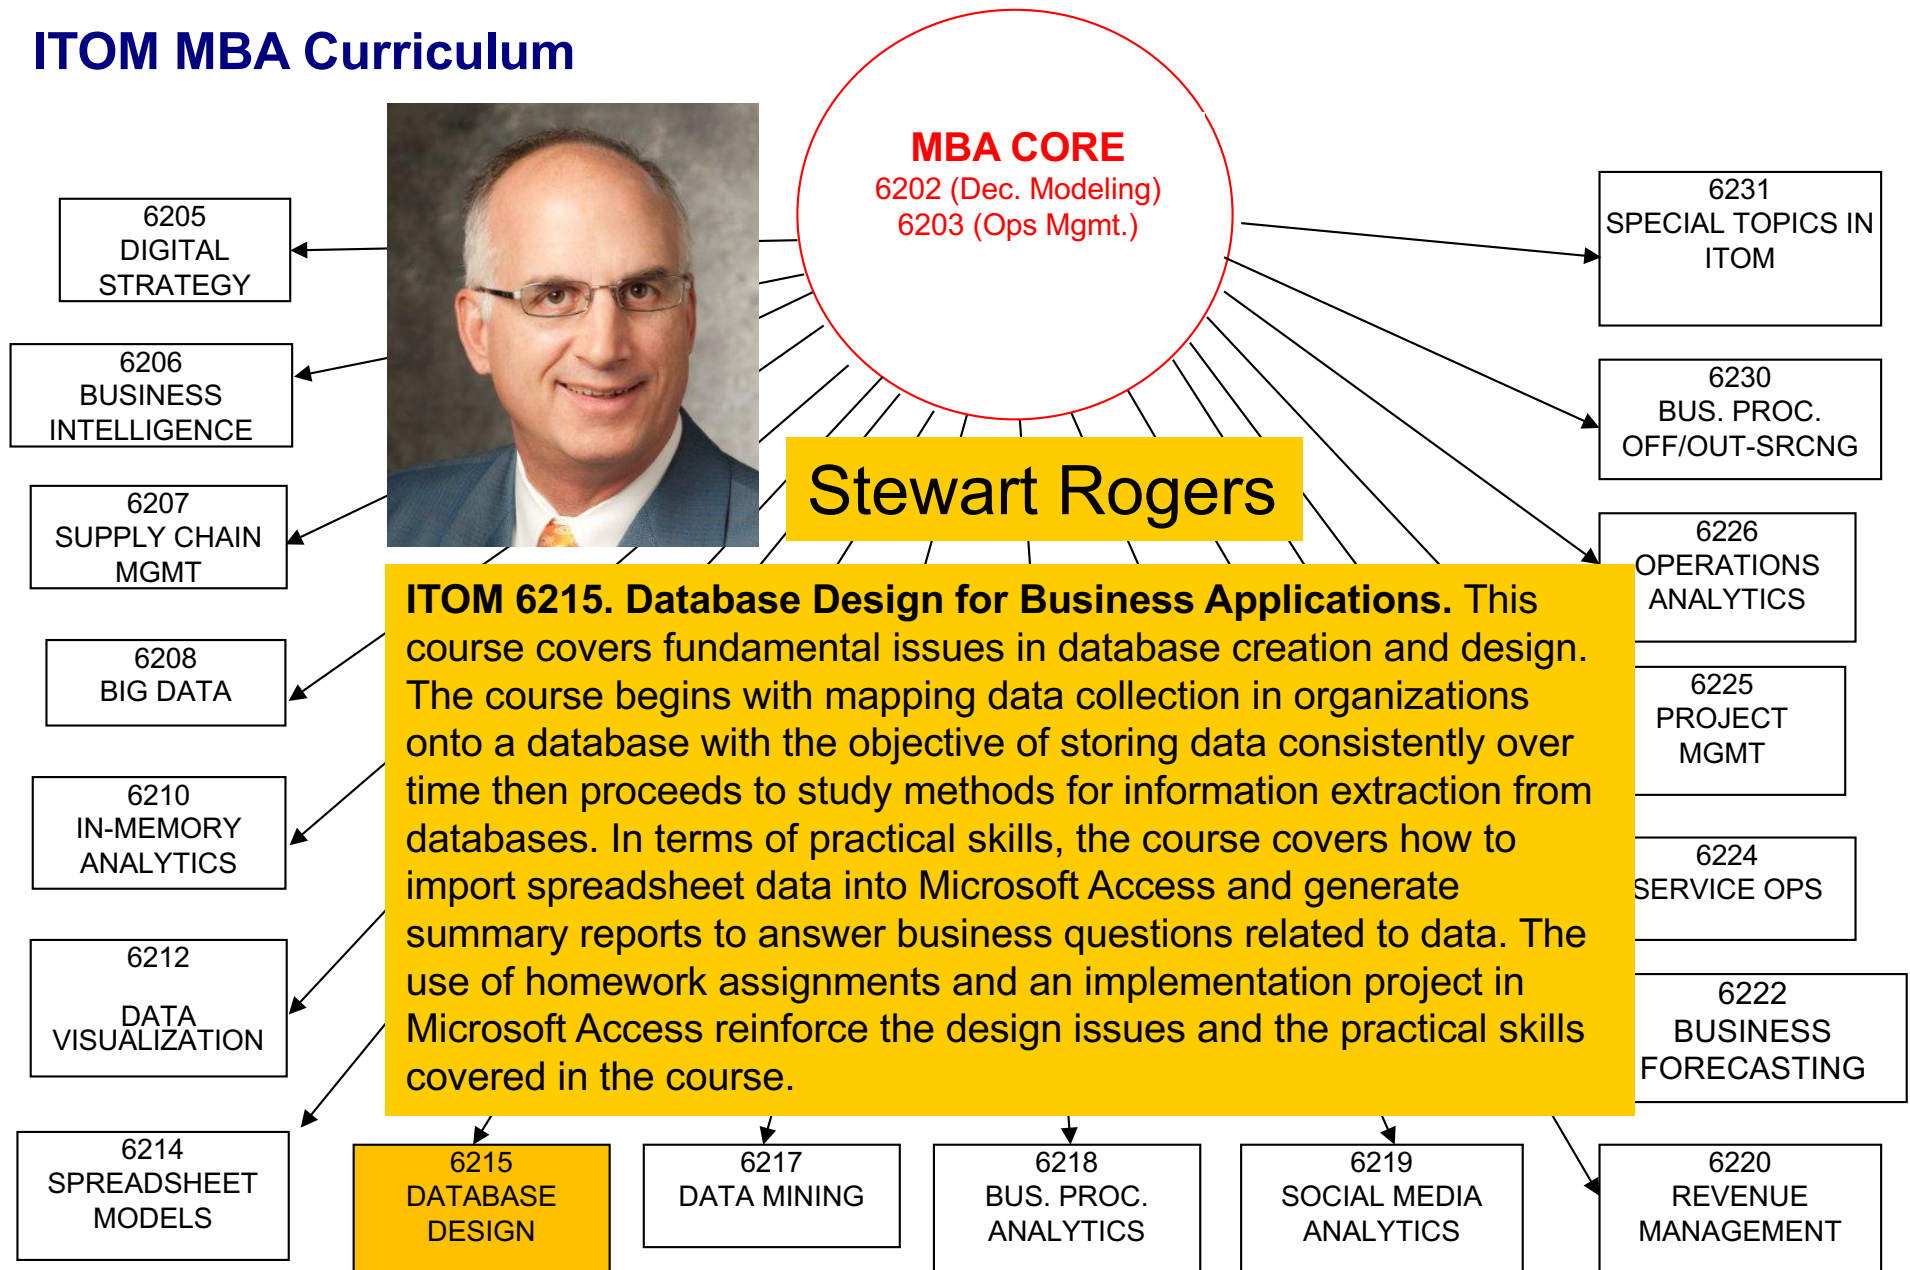 ITOM MBA Curriculum
MBA CORE
6202 (Dec. Modeling)
6203 (Ops Mgmt.)
6205
DIGITAL
STRATEGY
6206
BUSINESS
INTELLIGENCE
6207
SUPPLY CHAIN
MGMT
6208
BIG DATA
6210
IN-MEMORY
ANALYTICS
6212
DATA
VISUALIZATION
6214
SPREADSHEET
MODELS
Stewart Rogers
ITOM 6215. Database Design for Business Applications. This
course covers fundamental issues in database creation and design.
The course begins with mapping data collection in organizations
onto a database with the objective of storing data consistently over
time then proceeds to study methods for information extraction from
databases. In terms of practical skills, the course covers how to
import spreadsheet data into Microsoft Access and generate
summary reports to answer business questions related to data. The
use of homework assignments and an implementation project in
Microsoft Access reinforce the design issues and the practical skills
covered in the course.
6215
DATABASE
DESIGN
6217
DATA MINING
6218
BUS. PROC.
ANALYTICS
6219
SOCIAL MEDIA
ANALYTICS
6220
REVENUE
MANAGEMENT
6231
SPECIAL TOPICS IN
ITOM
6230
BUS. PROC.
OFF/OUT-SRCNG
6226
OPERATIONS
ANALYTICS
6225
PROJECT
MGMT
6224
SERVICE OPS
6222
BUSINESS
FORECASTING